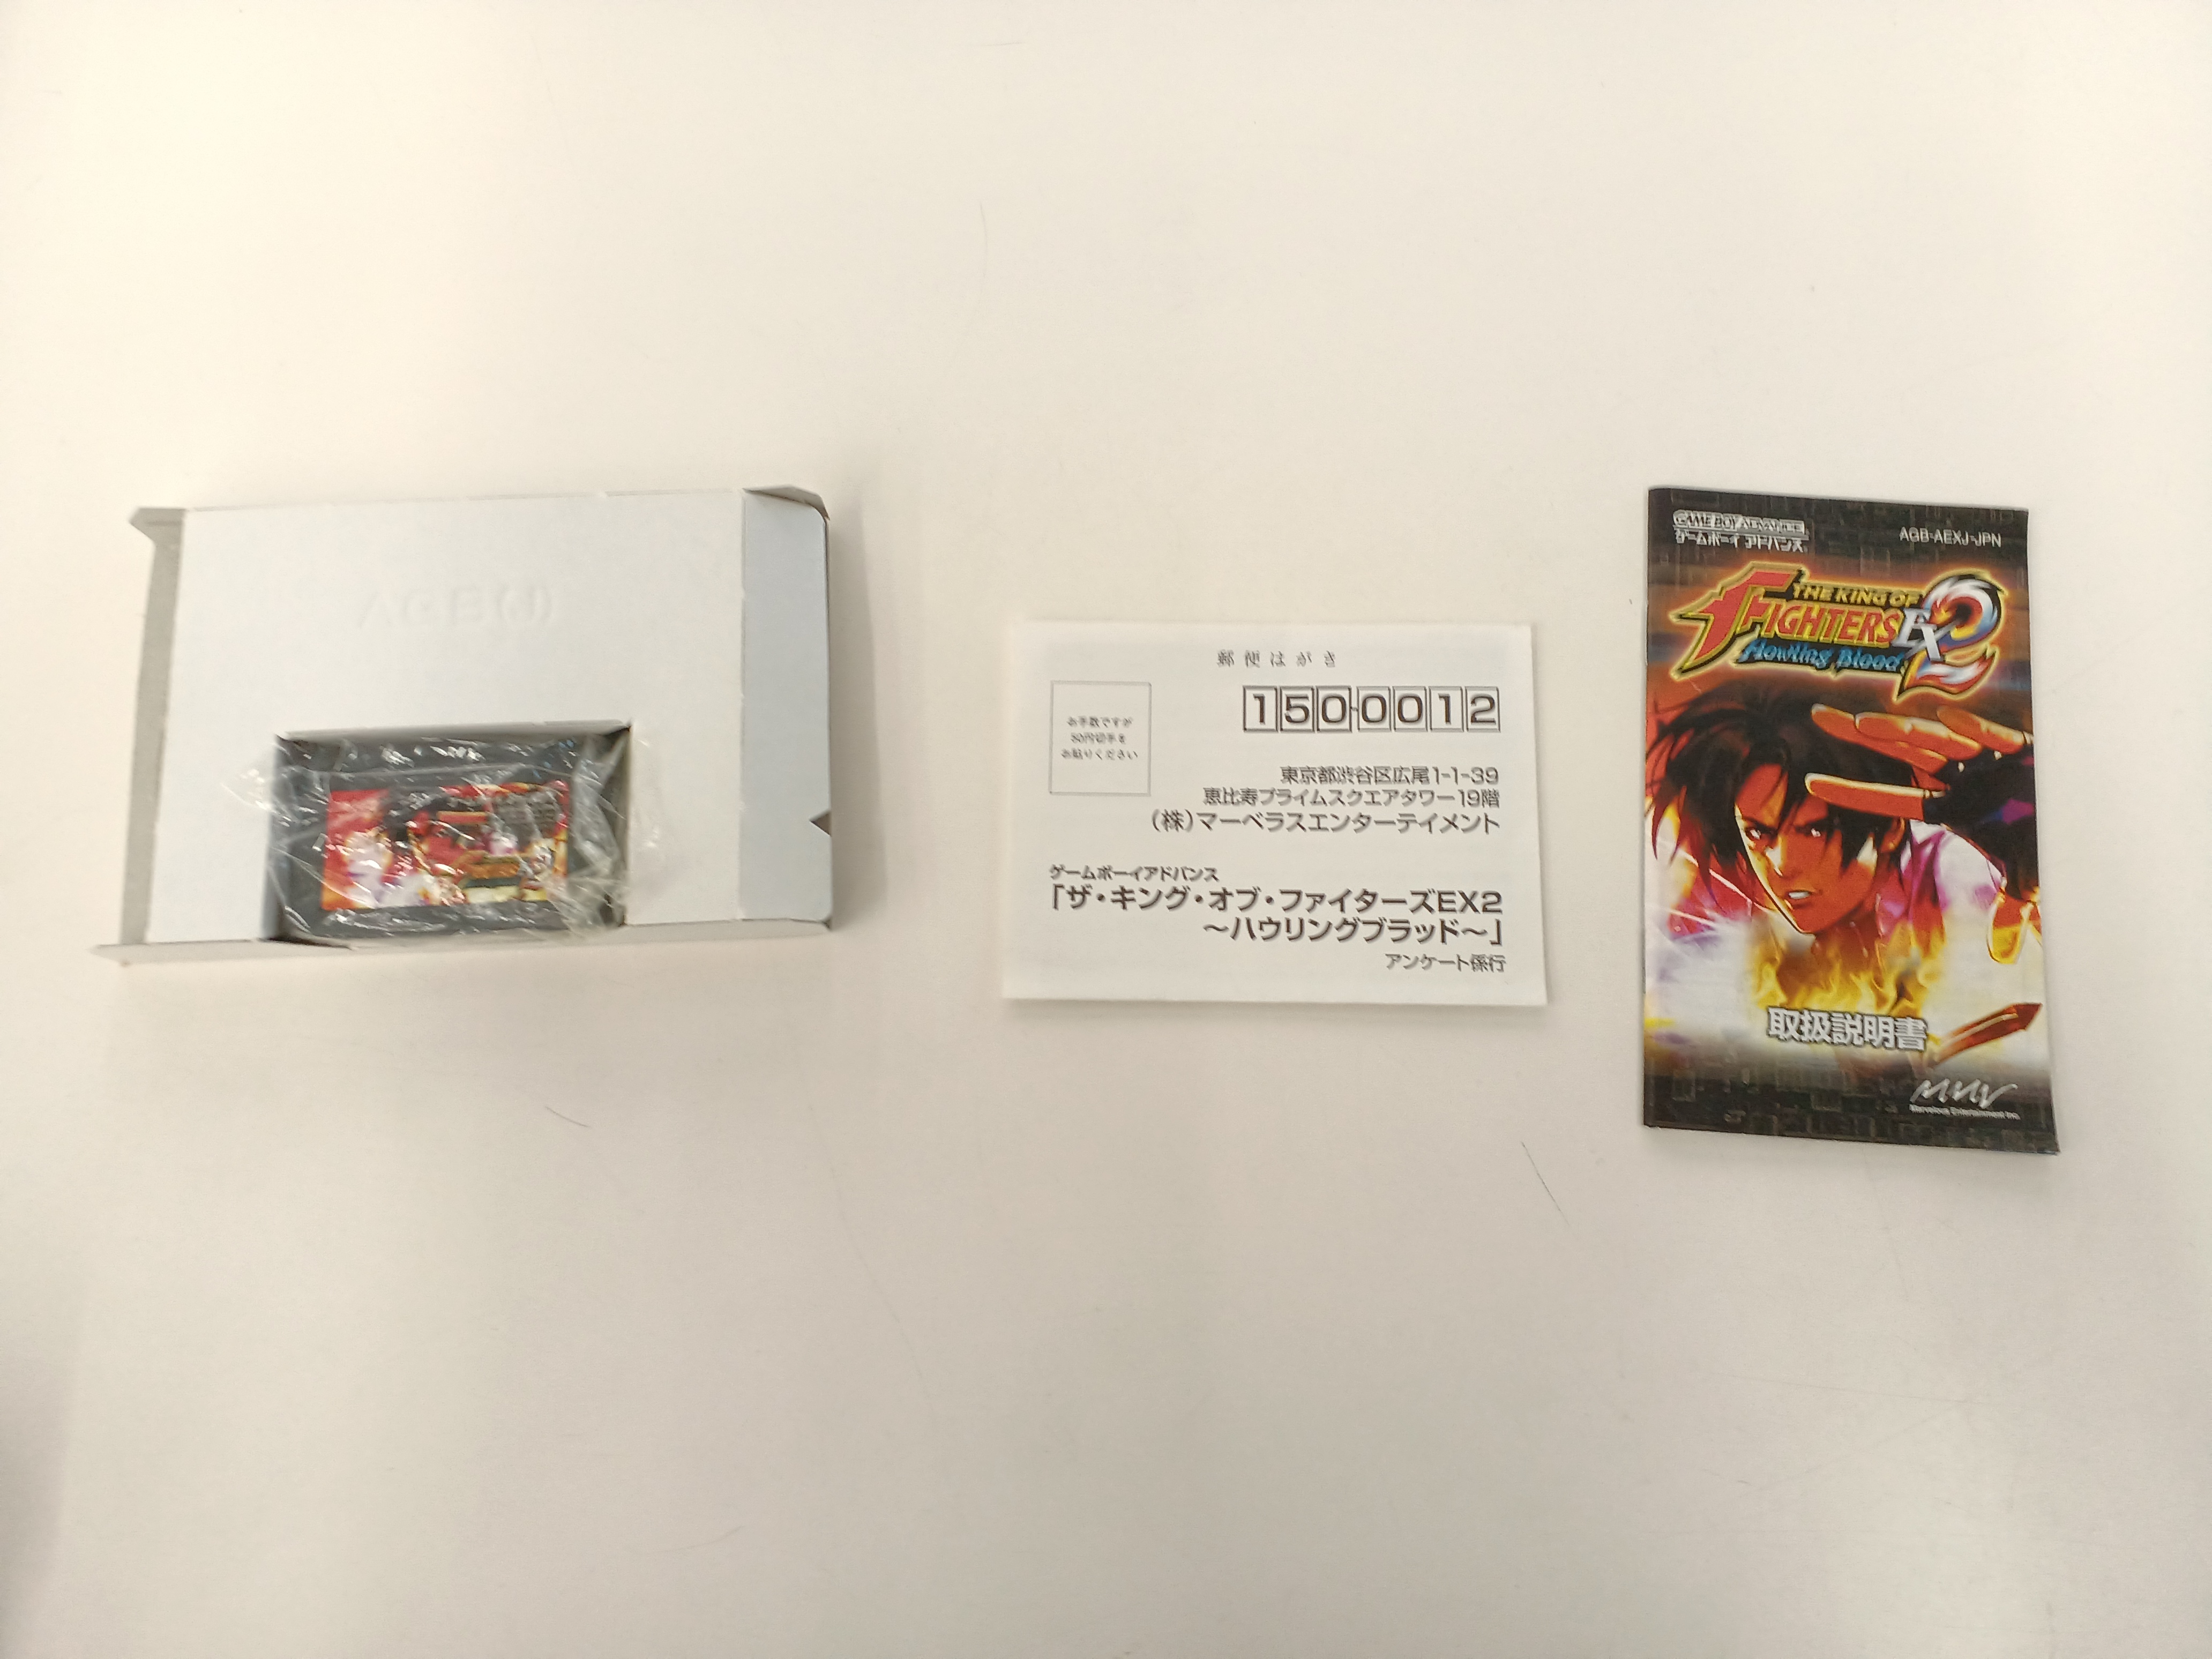 AGB(J)
郵便はがき
お手数ですが
50円切手を
お貼りください
150-0012
東京都渋谷区広尾1-1-39
恵比寿プライムスクエアタワー19階
(株)マーベラスエンターテイメント
ゲームボーイアドバンス
「ザ・キング・オブ・ファイターズEX2
～ハウリングブラッド～」
アンケート係行
GAME BOY ADVANCE
ゲームボーイ アドバンス
AGB-AEXJ-JPN
THE KING OF
FIGHTERS EX2
Howling Blood
取扱説明書
MMV
Marvelous Entertainment Inc.